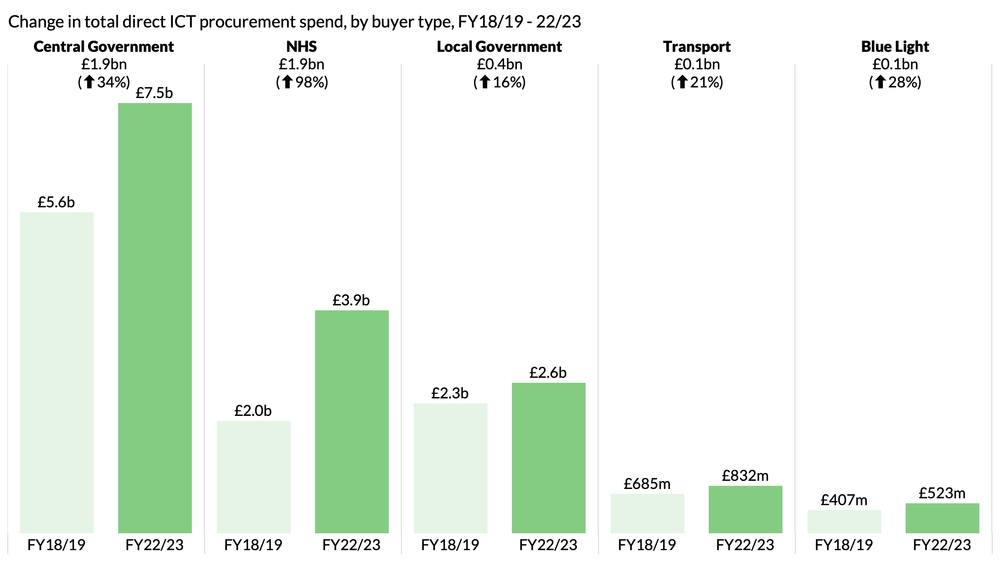 Change in total direct ICT procurement spend, by buyer type, FY18/19 - 22/23
Central Government
£1.9bn
(⬆34%)
£7.5b
£5.6b
FY18/19
FY22/23
NHS
£1.9bn
(⬆98%)
£3.9b
£2.0b
FY18/19
FY22/23
Local Government
£0.4bn
(⬆16%)
£2.6b
£2.3b
FY18/19
FY22/23
Transport
£0.1bn
(⬆21%)
£832m
£685m
FY18/19
FY22/23
Blue Light
£0.1bn
(⬆28%)
£523m
£407m
FY18/19
FY22/23